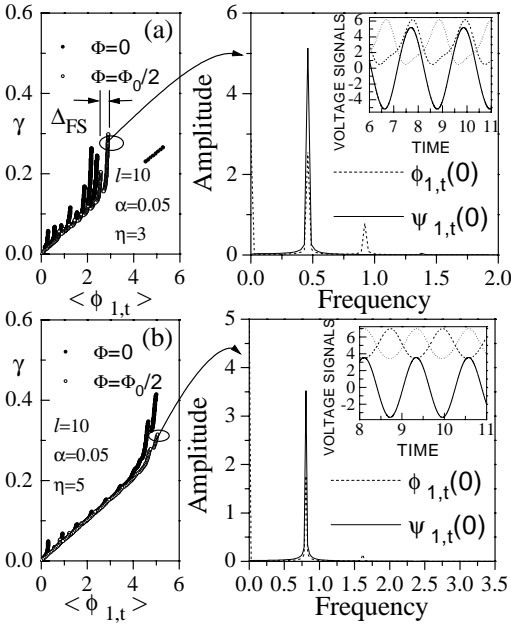 0.6
(a)
Φ=0
Φ=Φ0/2
0.4
γ
Δ_FS
0.2
l=10
α=0.05
η=3
0.0
0 2 4 6
< ϕ 1,t >
6
4
2
0
Amplitude
0.0 0.5 1.0 1.5 2.0
Frequency
VOLTAGE SIGNALS
6
4
2
0
-2
-4
6 7 8 9 10 11
TIME
ϕ1,t(0)
ψ1,t(0)
0.6
(b)
γ
Φ=0
Φ=Φ0/2
0.4
l=10
α=0.05
0.2
η=5
0.0
0 2 4 6
< ϕ 1,t >
5
4
3
2
1
0
Amplitude
0.0 0.5 1.0 1.5 2.0 2.5 3.0 3.5
Frequency
VOLTAGE SIGNALS
6
4
2
0
-2
8 9 10 11
TIME
ϕ1,t(0)
ψ1,t(0)